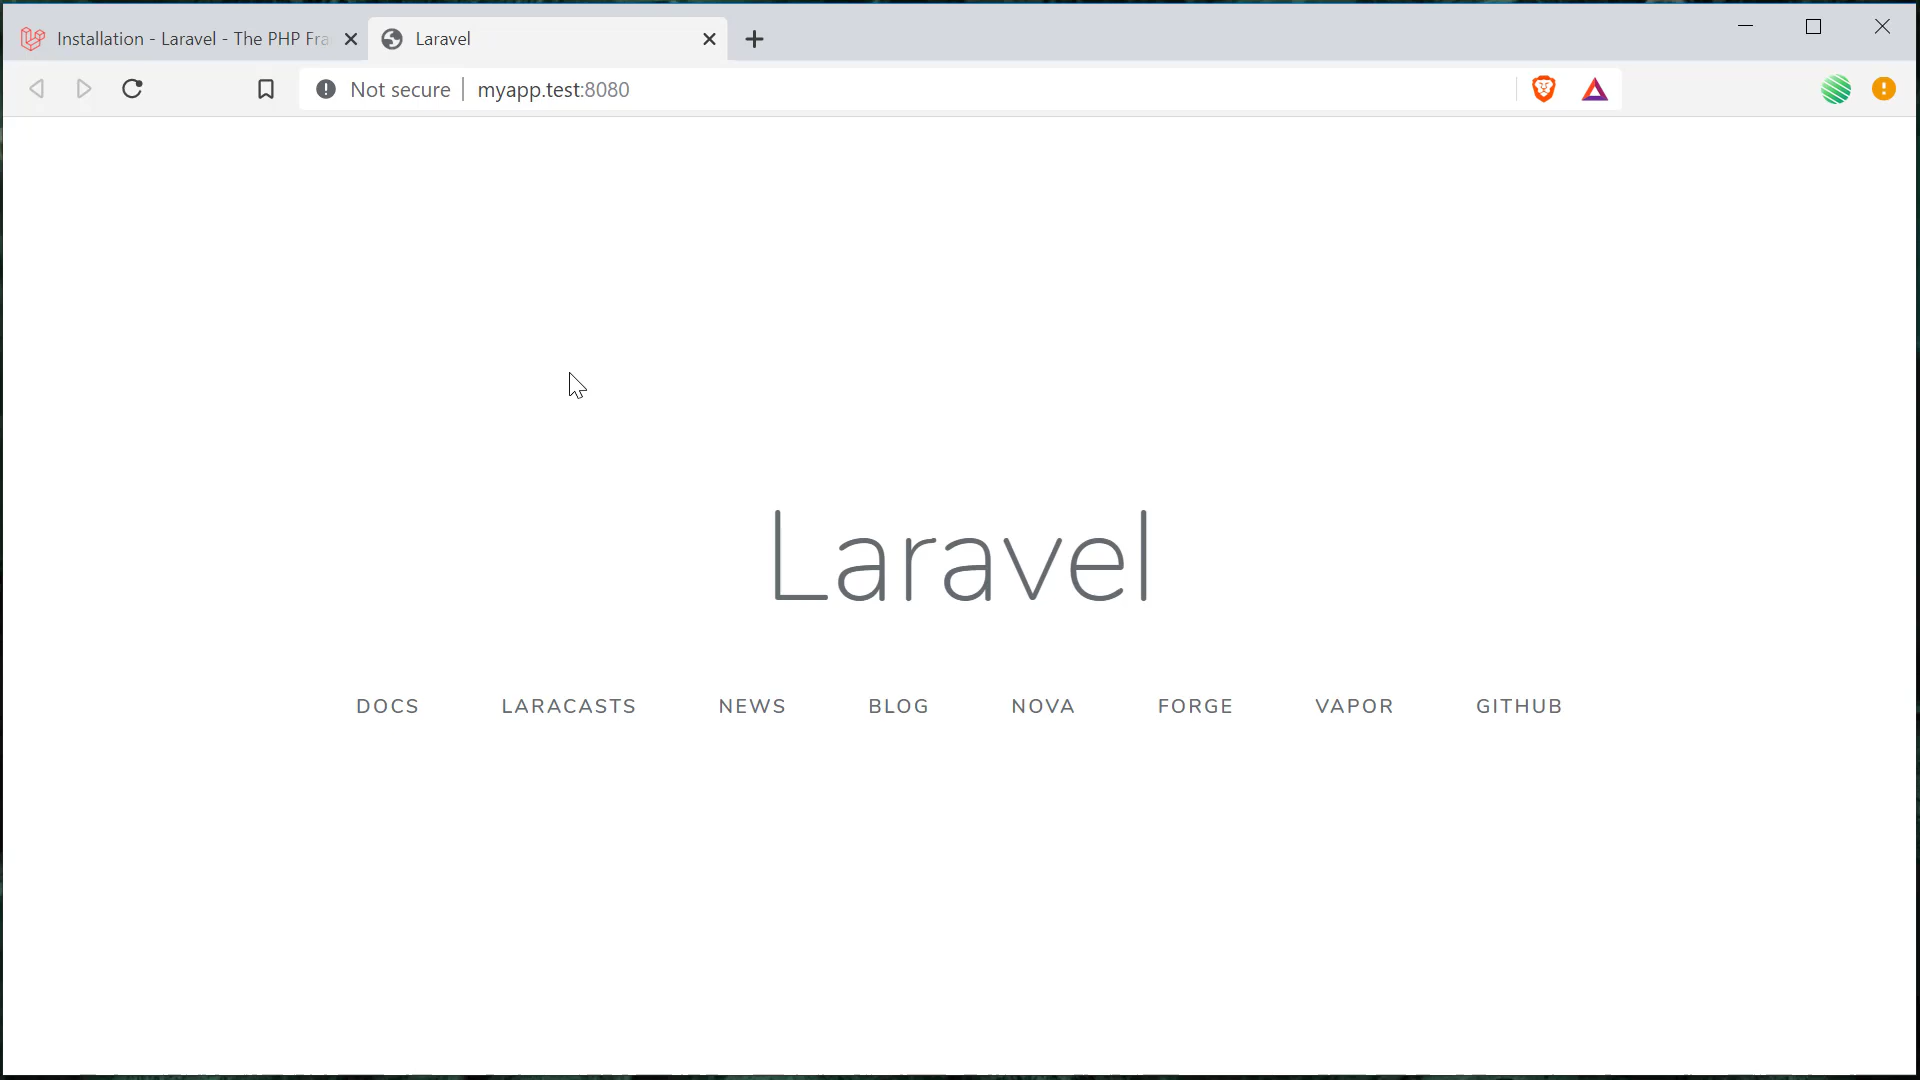 Installation - Laravel - The PHP Fra
Laravel
Not secure
myapp.test:8080
Laravel
DOCS LARACASTS NEWS BLOG NOVA FORGE VAPOR GITHUB